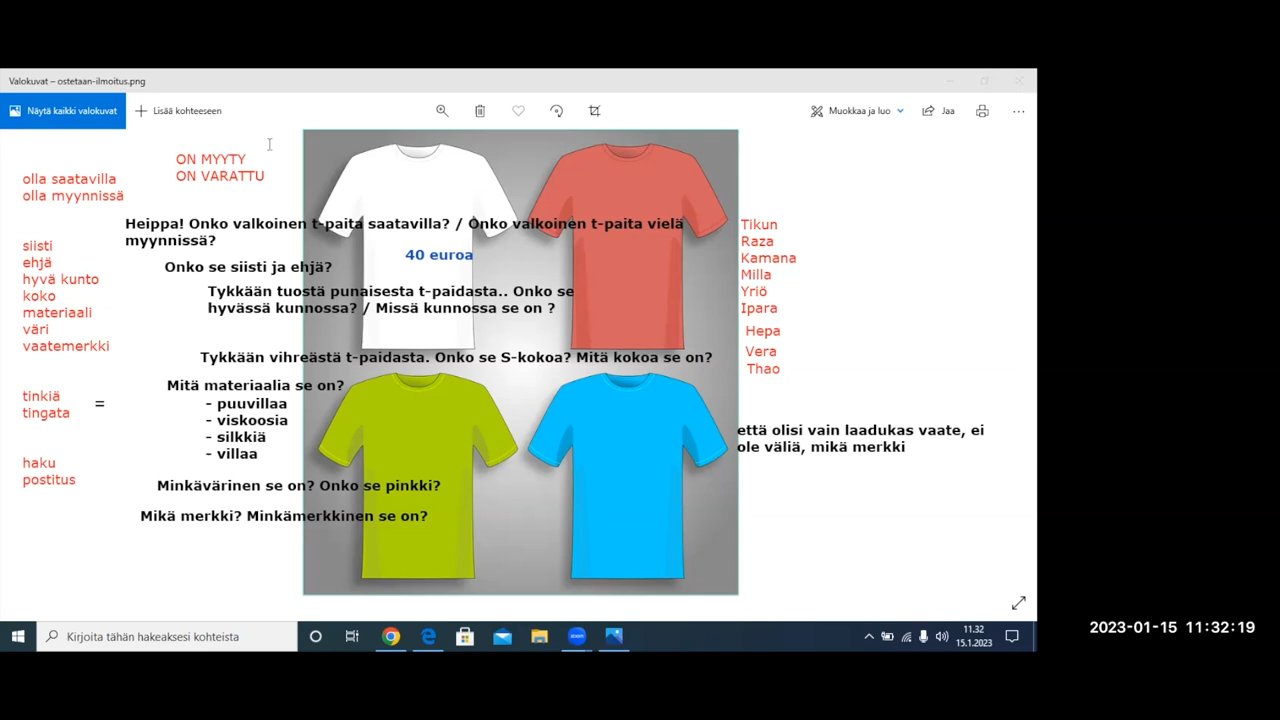 Valokuvat – ostetaan-ilmoitus.png
Näytä kaikki valokuvat
Lisää kohteeseen
Muokkaa ja luo
Jaa
ON MYYTY
ON VARATTU
olla saatavilla
olla myynnissä
Heippa! Onko valkoinen t-paita saatavilla? / Onko valkoinen t-paita vielä
myynnissä?
40 euroa
siisti
ehjä
hyvä kunto
koko
materiaali
väri
vaatemerkki
Onko se siisti ja ehjä?
Tykkään tuostä punaisesta t-paidasta.. Onko se
hyvässä kunnossa? / Missä kunnossa se on ?
Tikun
Raza
Kamana
Milla
Yriö
Ipara
Hepa
Vera
Thao
Tykkään vihreästä t-paidasta. Onko se S-kokoa? Mitä kokoa se on?
Mitä materiaalia se on?
- puuvillaa
- viskoosia
- silkkiä
- villaa
tinkiä
tingata
=
että olisi vain laadukas vaate, ei
ole väliä, mikä merkki
haku
postitus
Minkävärinen se on? Onko se pinkki?
Mikä merkki? Minkämerkkinen se on?
Kirjoita tähän hakeaksesi kohteista
zoom
11.32
15.1.2023
2023-01-15 11:32:19